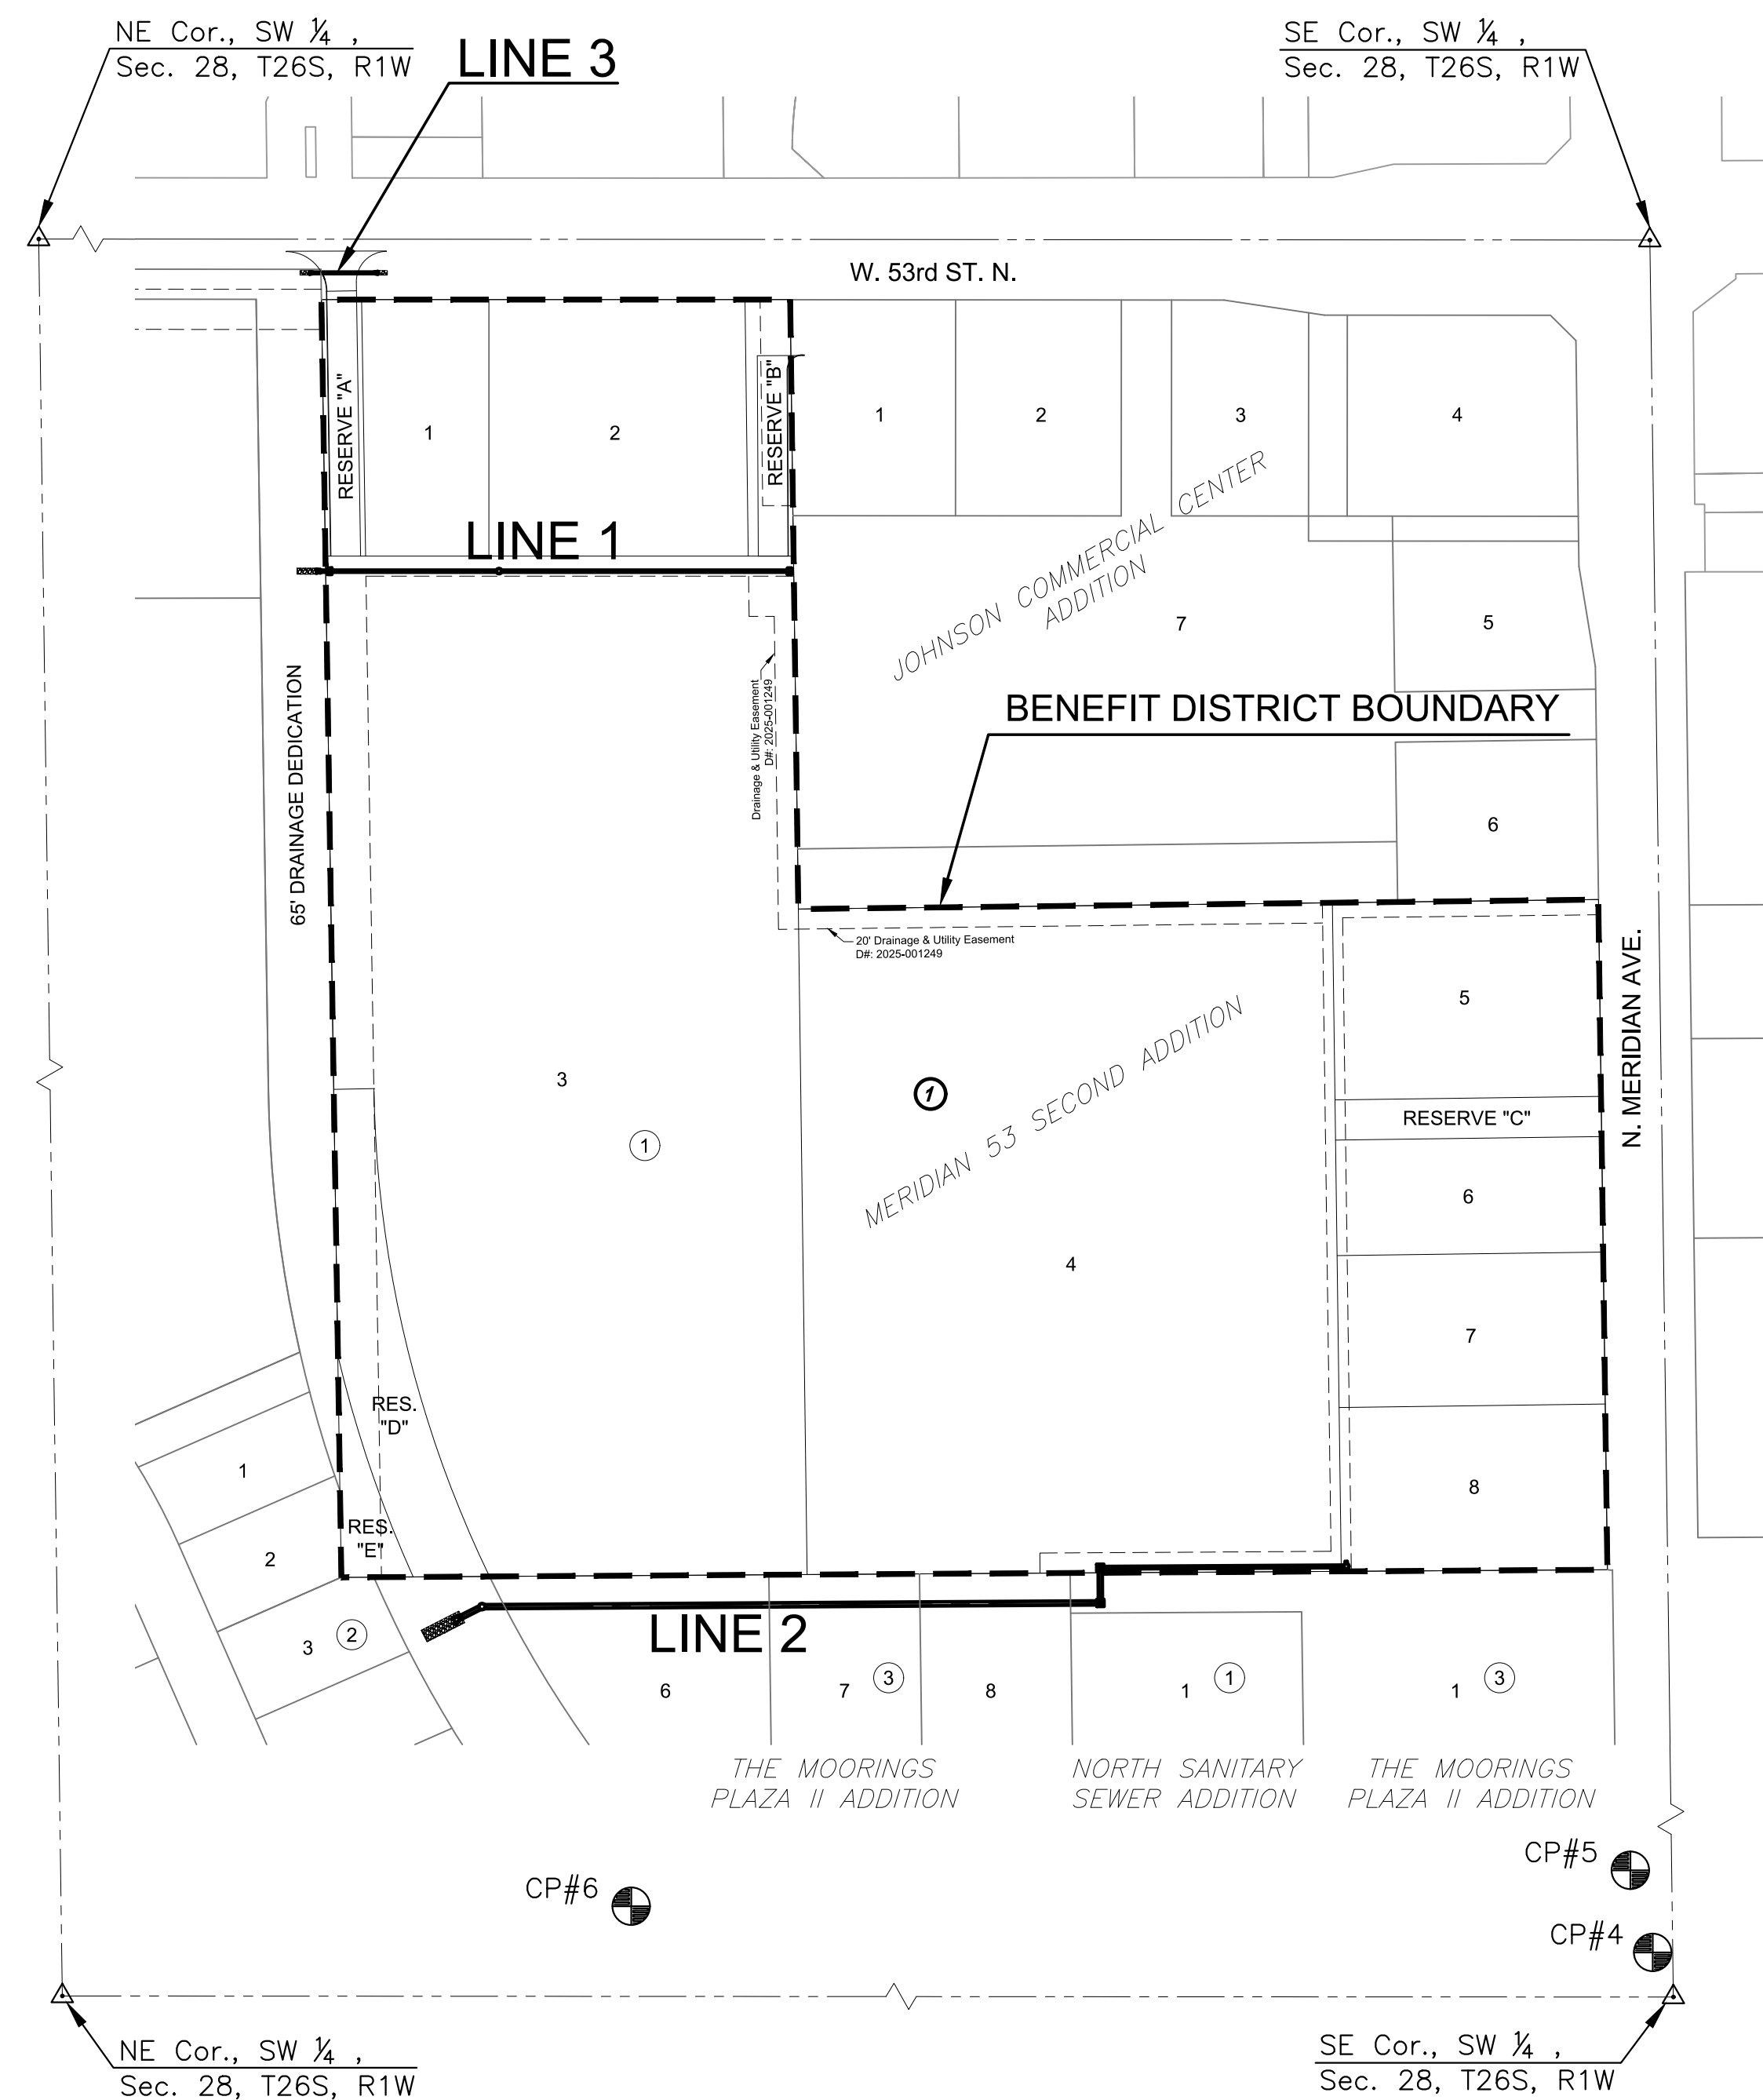 NE Cor., SW ¼ ,
Sec. 28, T26S, R1W
LINE 3
SE Cor., SW ¼ ,
Sec. 28, T26S, R1W
W. 53rd ST. N.
RESERVE "A"
1
2
RESERVE "B"
1
2
3
4
LINE 1
JOHNSON COMMERCIAL CENTER
ADDITION
7
5
65' DRAINAGE DEDICATION
Drainage & Utility Easement
D#: 2025-001249
BENEFIT DISTRICT BOUNDARY
6
20' Drainage & Utility Easement
D#: 2025-001249
N. MERIDIAN AVE.
5
3
1
1
MERIDIAN 53 SECOND ADDITION
RESERVE "C"
6
4
7
RES.
"D"
1
8
RES.
"E"
2
3
2
LINE 2
6
7
3
8
1
1
1
3
THE MOORINGS
PLAZA II ADDITION
NORTH SANITARY
SEWER ADDITION
THE MOORINGS
PLAZA II ADDITION
CP#5
CP#6
CP#4
NE Cor., SW ¼ ,
Sec. 28, T26S, R1W
SE Cor., SW ¼ ,
Sec. 28, T26S, R1W